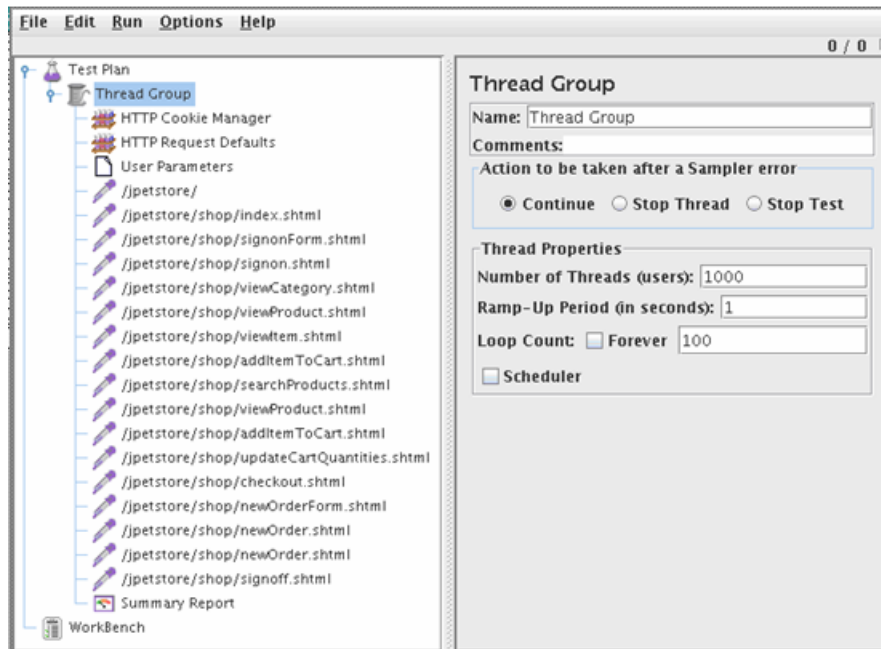 File Edit Run Options Help
0 / 0
Test Plan
Thread Group
HTTP Cookie Manager
HTTP Request Defaults
User Parameters
/jpetstore/
/jpetstore/shop/index.shtml
/jpetstore/shop/signonForm.shtml
/jpetstore/shop/signon.shtml
/jpetstore/shop/viewCategory.shtml
/jpetstore/shop/viewProduct.shtml
/jpetstore/shop/viewItem.shtml
/jpetstore/shop/addItemToCart.shtml
/jpetstore/shop/searchProducts.shtml
/jpetstore/shop/viewProduct.shtml
/jpetstore/shop/addItemToCart.shtml
/jpetstore/shop/updateCartQuantities.shtml
/jpetstore/shop/checkout.shtml
/jpetstore/shop/newOrderForm.shtml
/jpetstore/shop/newOrder.shtml
/jpetstore/shop/newOrder.shtml
/jpetstore/shop/signoff.shtml
Summary Report
WorkBench
Thread Group
Name: Thread Group
Comments:
Action to be taken after a Sampler error
Continue Stop Thread Stop Test
Thread Properties
Number of Threads (users): 1000
Ramp-Up Period (in seconds): 1
Loop Count: Forever 100
Scheduler